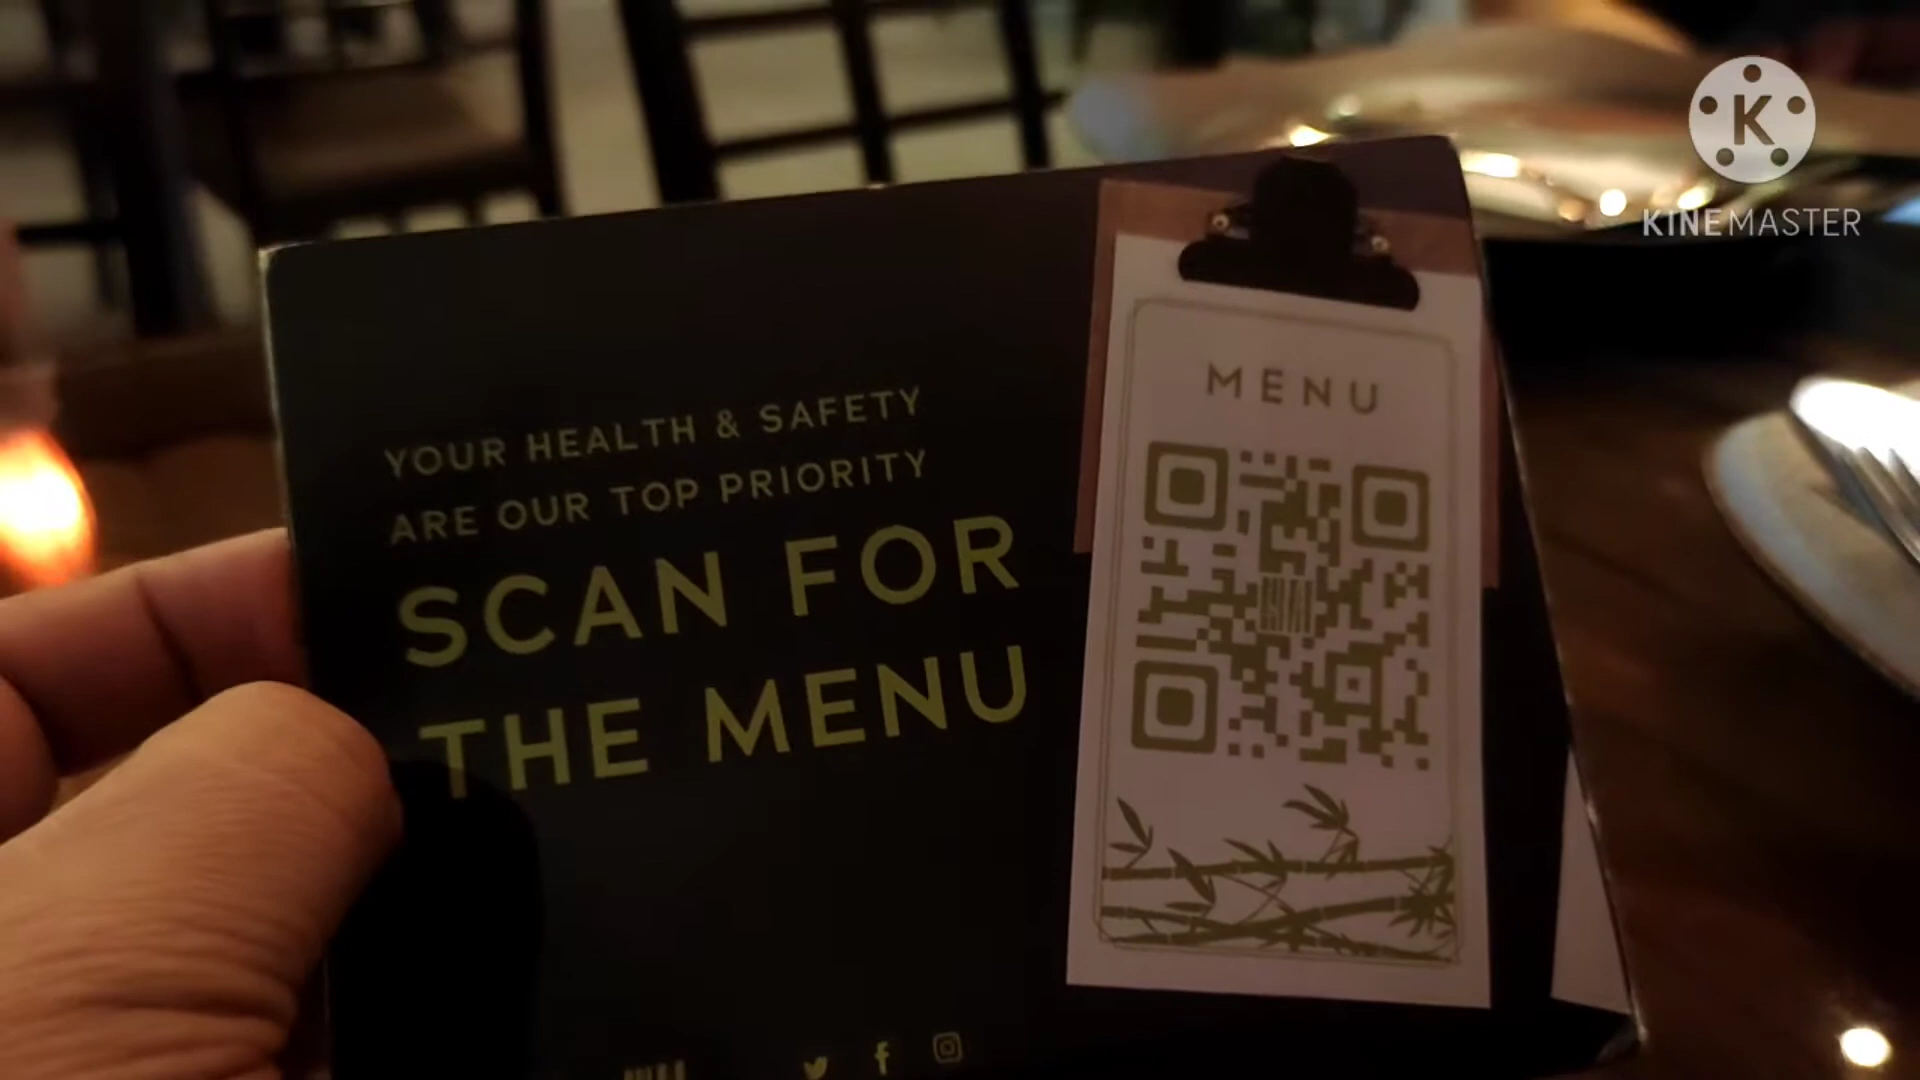 K
KINEMASTER
YOUR HEALTH & SAFETY
ARE OUR TOP PRIORITY
SCAN FOR
THE MENU
MENU